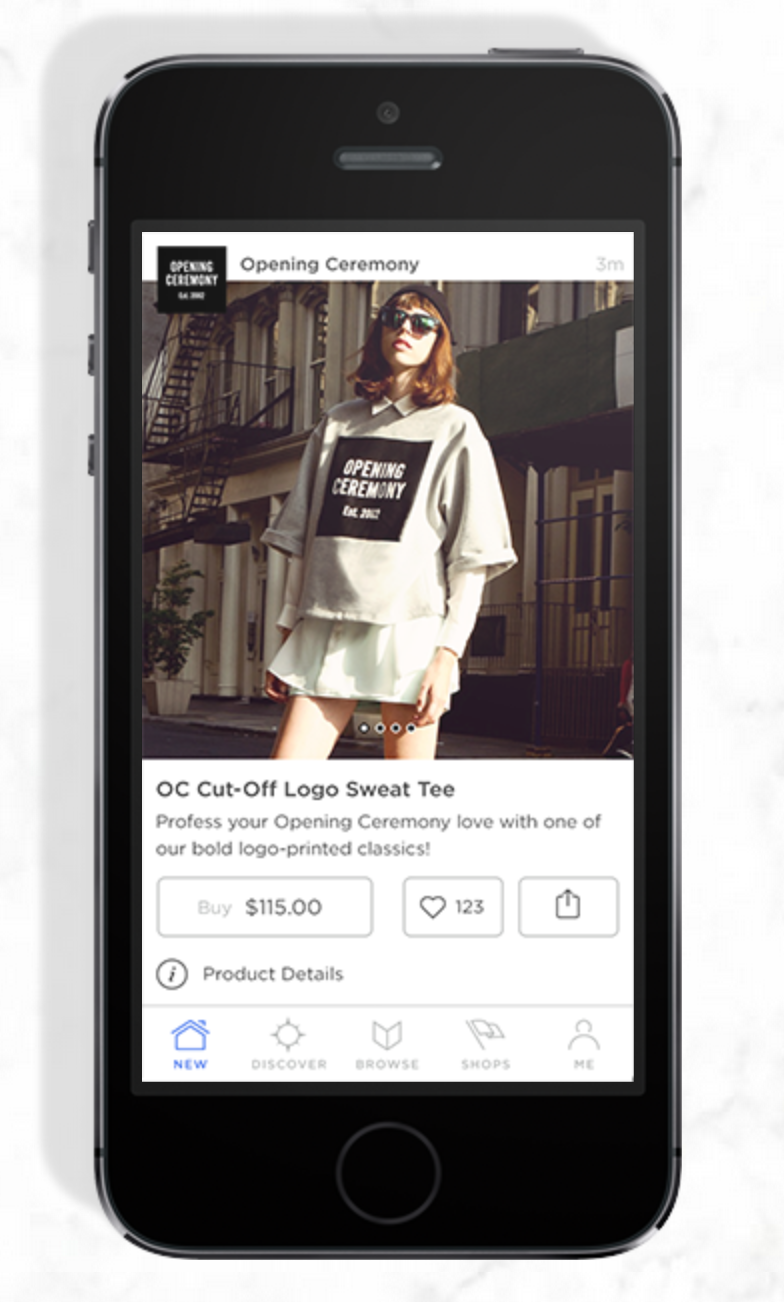 OPENING
CEREMONY
Est. 2002
Opening Ceremony
3m
OPENING
CEREMONY
Est. 2002
OC Cut-Off Logo Sweat Tee
Profess your Opening Ceremony love with one of
our bold logo-printed classics!
Buy $115.00
123
Product Details
NEW
DISCOVER
BROWSE
SHOPS
ME